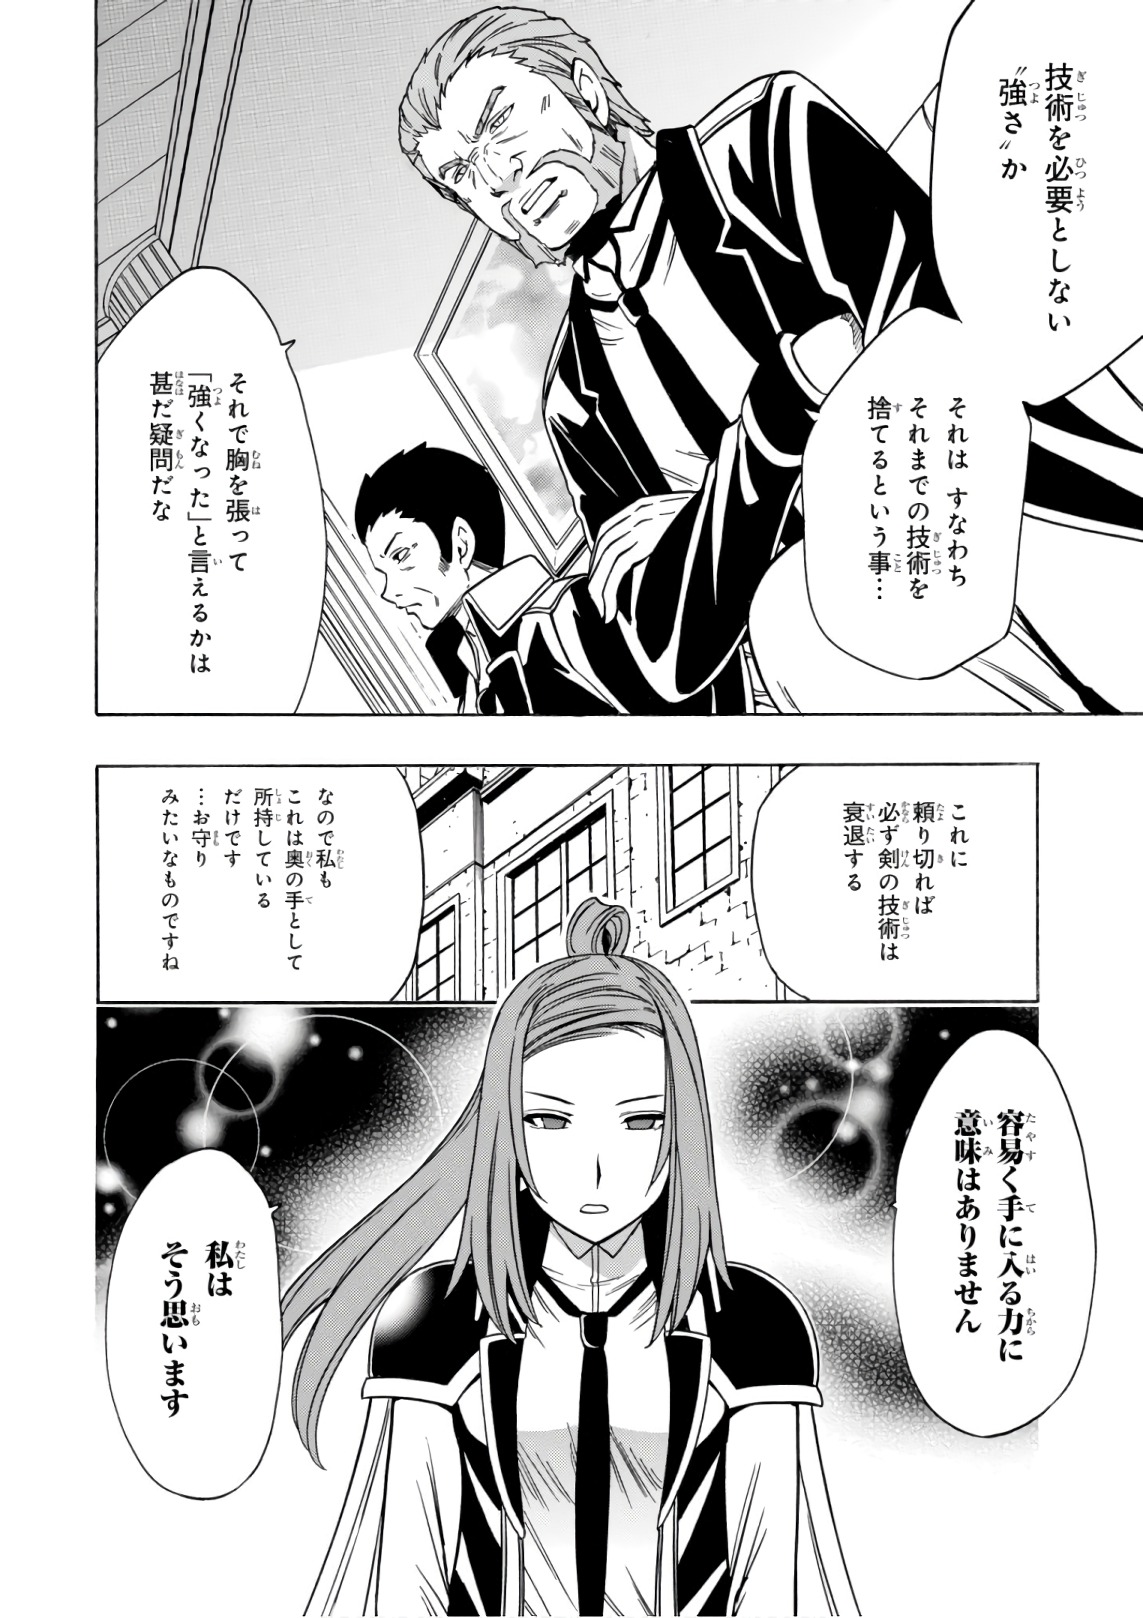 技術を必要としない
〝強さ〟か
それは すなわち
それまでの技術を
捨てるという事…
それで胸を張って
「強くなった」と言えるかは
甚だ疑問だな
これに
頼り切れば
必ず剣の技術は
衰退する
なので私も
これは奥の手として
所持している
だけです
…お守り
みたいなものですね
容易く手に入る力に
意味はありません
私は
そう思います